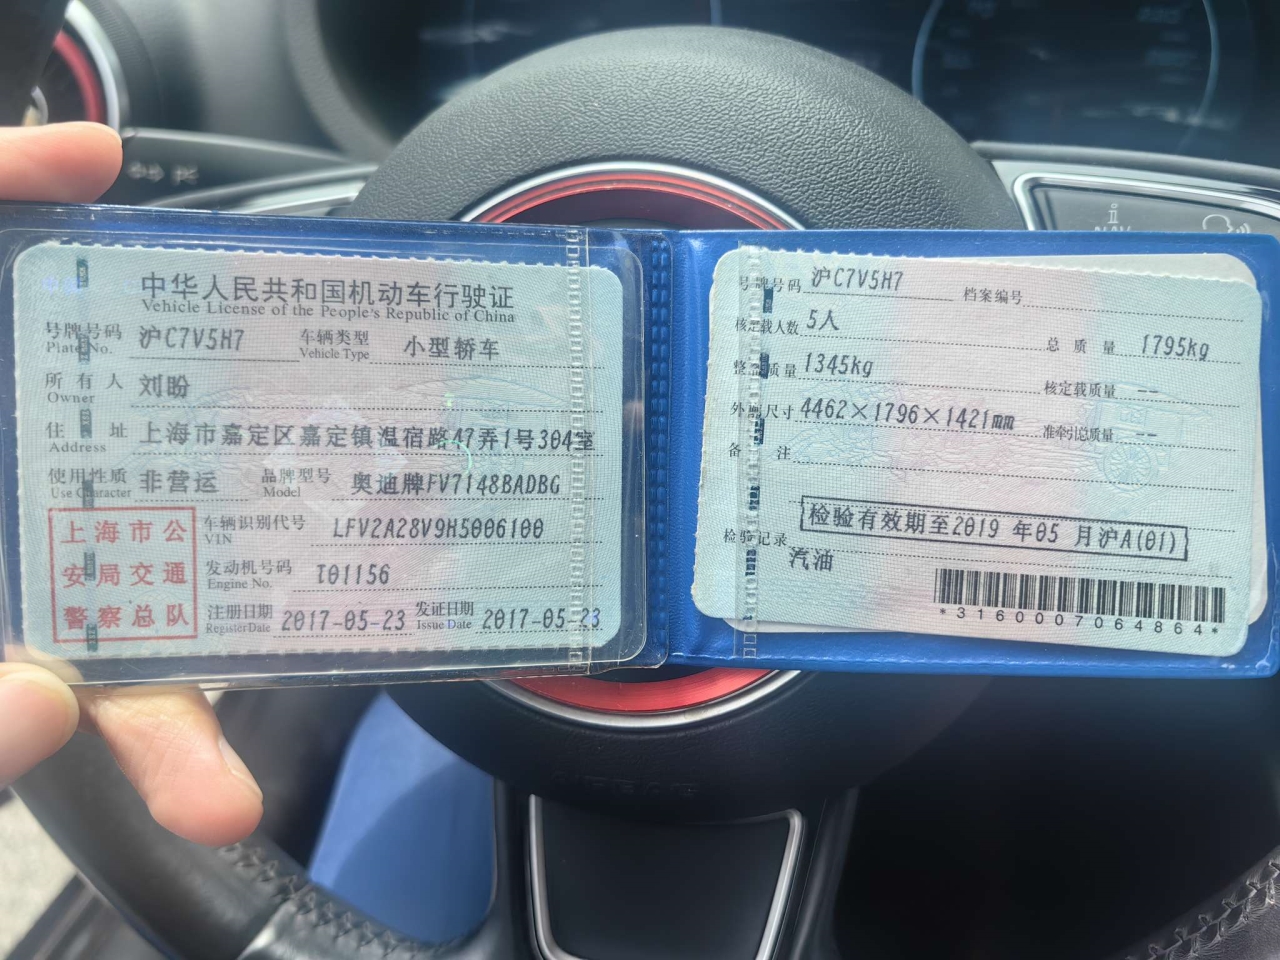 中华人民共和国机动车行驶证
Vehicle License of the People's Republic of China
号牌号码 沪C7V5H7 车辆类型 小型轿车
Plate No. Vehicle Type
所有人 刘盼
Owner
住址 上海市嘉定区嘉定镇温宿路47弄1号304室
Address
使用性质 非营运 品牌型号 奥迪牌FV7148BADBG
Use Character Model
上海市公
安局交通
警察总队
车辆识别代号 LFV2A28V9H5006100
VIN
发动机号码 T01156
Engine No.
注册日期 2017-05-23 发证日期 2017-05-23
Register Date Issue Date
号牌号码 沪C7V5H7 档案编号
核定载人数 5人 总质量 1795kg
整备质量 1345kg 核定载质量 --
外廓尺寸 4462×1796×1421mm 准牵引总质量 --
备注
检验有效期至2019年05月沪A(01)
检验记录
汽油
*3160007064864*